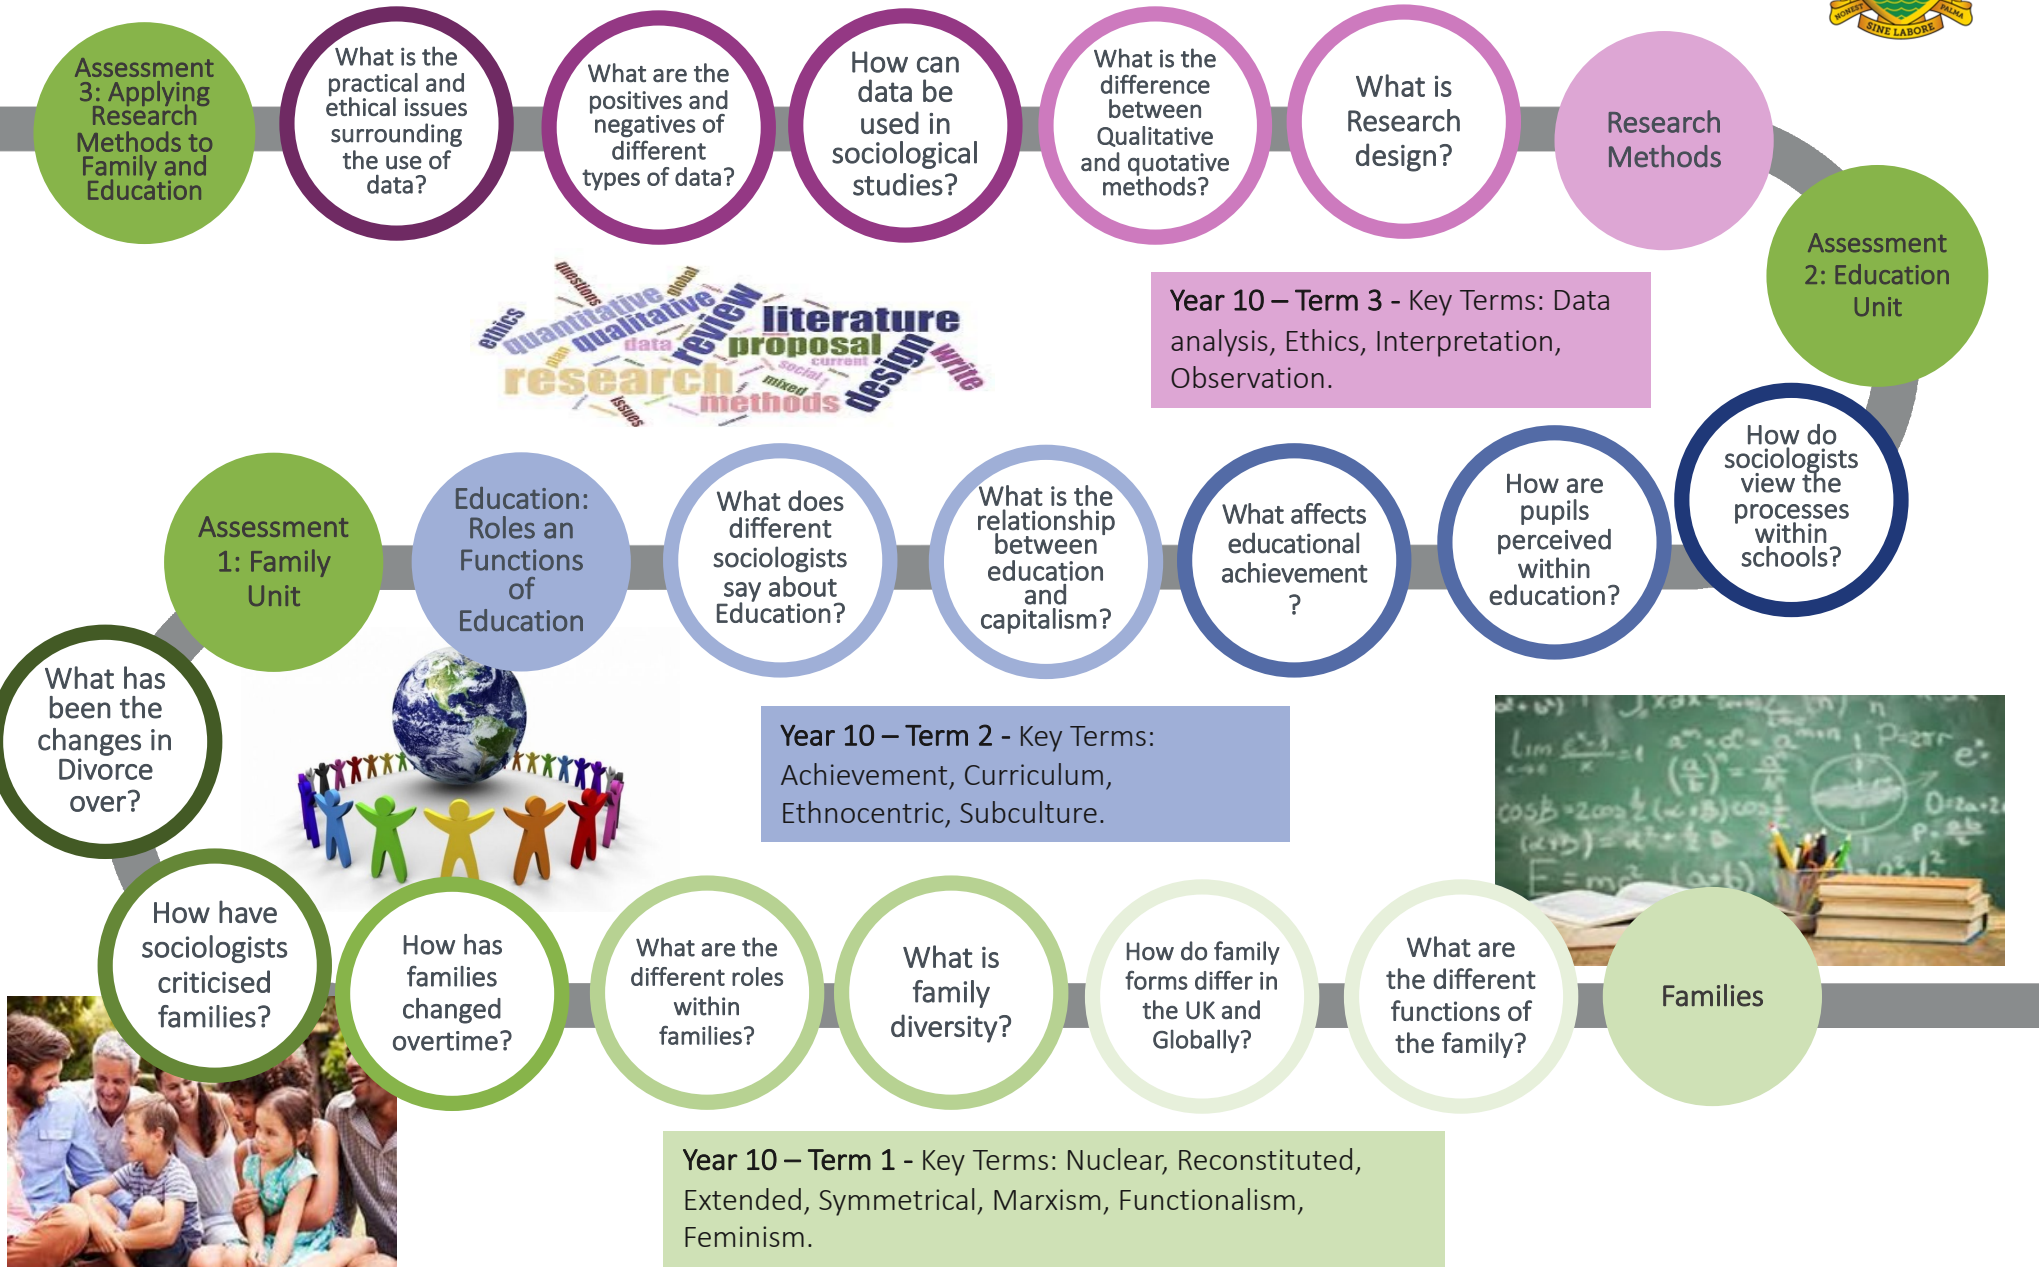 NONEST
PALMA
SINE LABORE
Assessment
3: Applying
Research
Methods to
Family and
Education
What is the
practical and
ethical issues
surrounding
the use of
data?
What are the
positives and
negatives of
different
types of data?
How can
data be
used in
sociological
studies?
What is the
difference
between
Qualitative
and quotative
methods?
What is
Research
design?
Research
Methods
Assessment
2: Education
Unit
questions
global
ethics
quantitative
qualitative
review
literature
data
proposal
plan
current
design
write
research
social
mixed
methods
issues
Year 10 – Term 3 - Key Terms: Data
analysis, Ethics, Interpretation,
Observation.
Assessment
1: Family
Unit
Education:
Roles an
Functions
of
Education
What does
different
sociologists
say about
Education?
What is the
relationship
between
education
and
capitalism?
What affects
educational
achievement
?
How are
pupils
perceived
within
education?
How do
sociologists
view the
processes
within
schools?
What has
been the
changes in
Divorce
over?
Year 10 – Term 2 - Key Terms:
Achievement, Curriculum,
Ethnocentric, Subculture.
How have
sociologists
criticised
families?
How has
families
changed
overtime?
What are the
different roles
within
families?
What is
family
diversity?
How do family
forms differ in
the UK and
Globally?
What are
the different
functions of
the family?
Families
Year 10 – Term 1 - Key Terms: Nuclear, Reconstituted,
Extended, Symmetrical, Marxism, Functionalism,
Feminism.